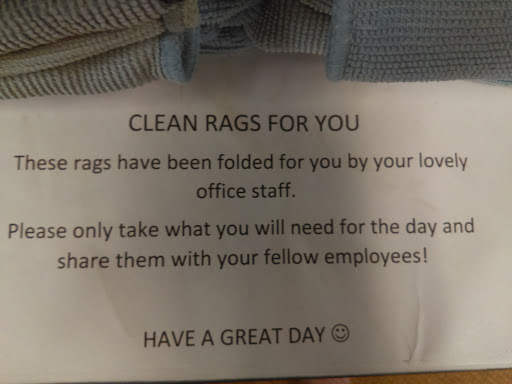 CLEAN RAGS FOR YOU
These rags have been folded for you by your lovely
office staff.
Please only take what you will need for the day and
share them with your fellow employees!
HAVE A GREAT DAY ☺